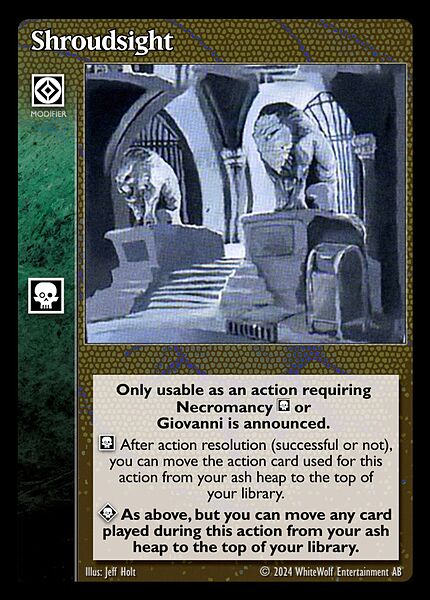 Shroudsight
MODIFIER
Only usable as an action requiring
Necromancy or
Giovanni is announced.
After action resolution (successful or not),
you can move the action card used for this
action from your ash heap to the top of
your library.
As above, but you can move any card
played during this action from your ash
heap to the top of your library.
Illus: Jeff Holt
© 2024 WhiteWolf Entertainment AB